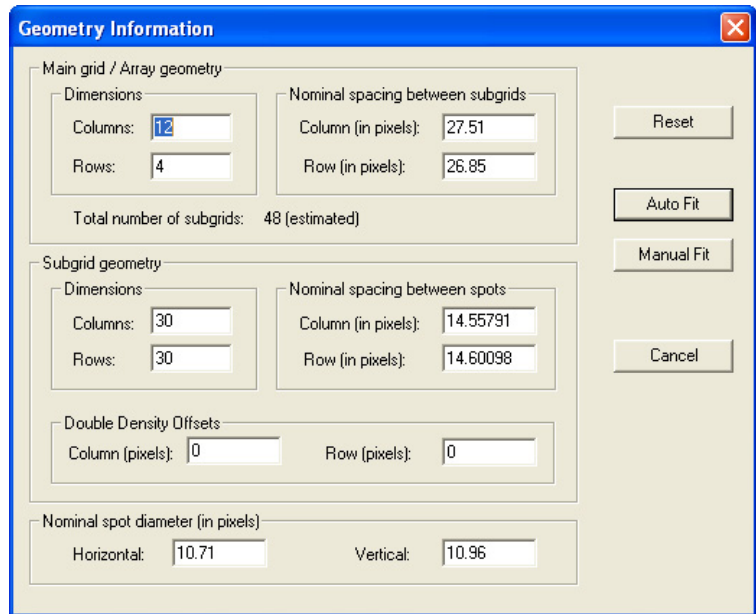 Geometry Information
Main grid / Array geometry
Dimensions
Columns: 12
Rows: 4
Nominal spacing between subgrids
Column (in pixels): 27.51
Row (in pixels): 26.85
Total number of subgrids: 48 (estimated)
Subgrid geometry
Dimensions
Columns: 30
Rows: 30
Nominal spacing between spots
Column (in pixels): 14.55791
Row (in pixels): 14.60098
Double Density Offsets
Column (pixels): 0 Row (pixels): 0
Nominal spot diameter (in pixels)
Horizontal: 10.71 Vertical: 10.96
Reset
Auto Fit
Manual Fit
Cancel